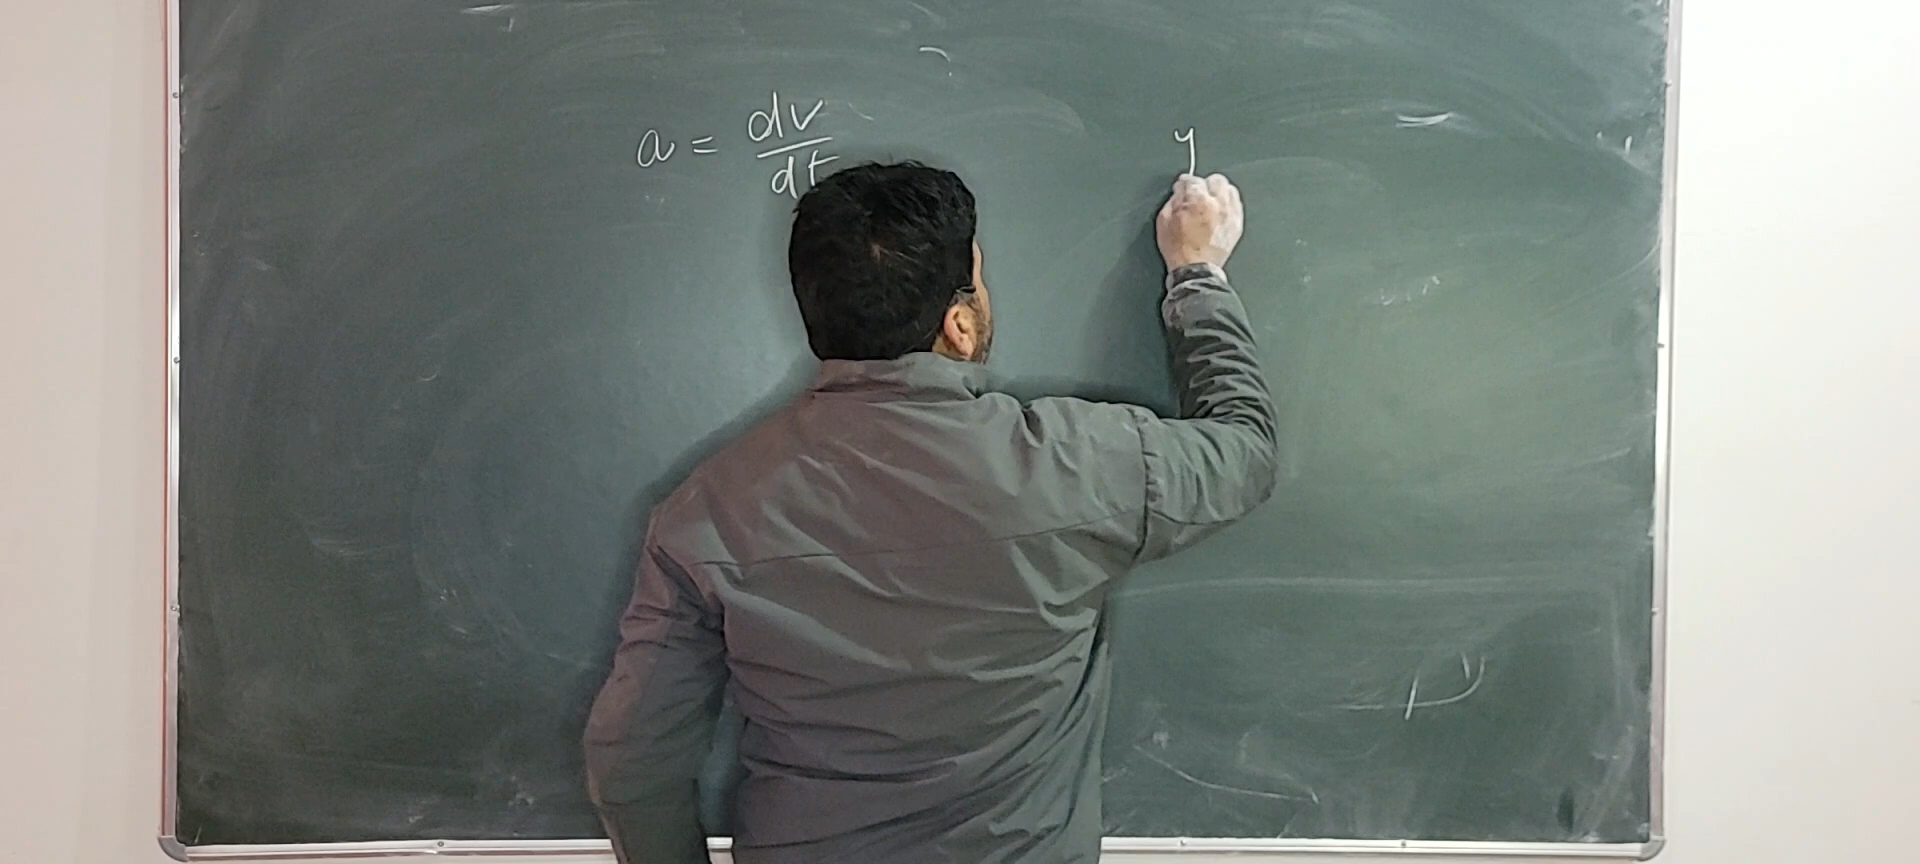 a = dv/dt
y